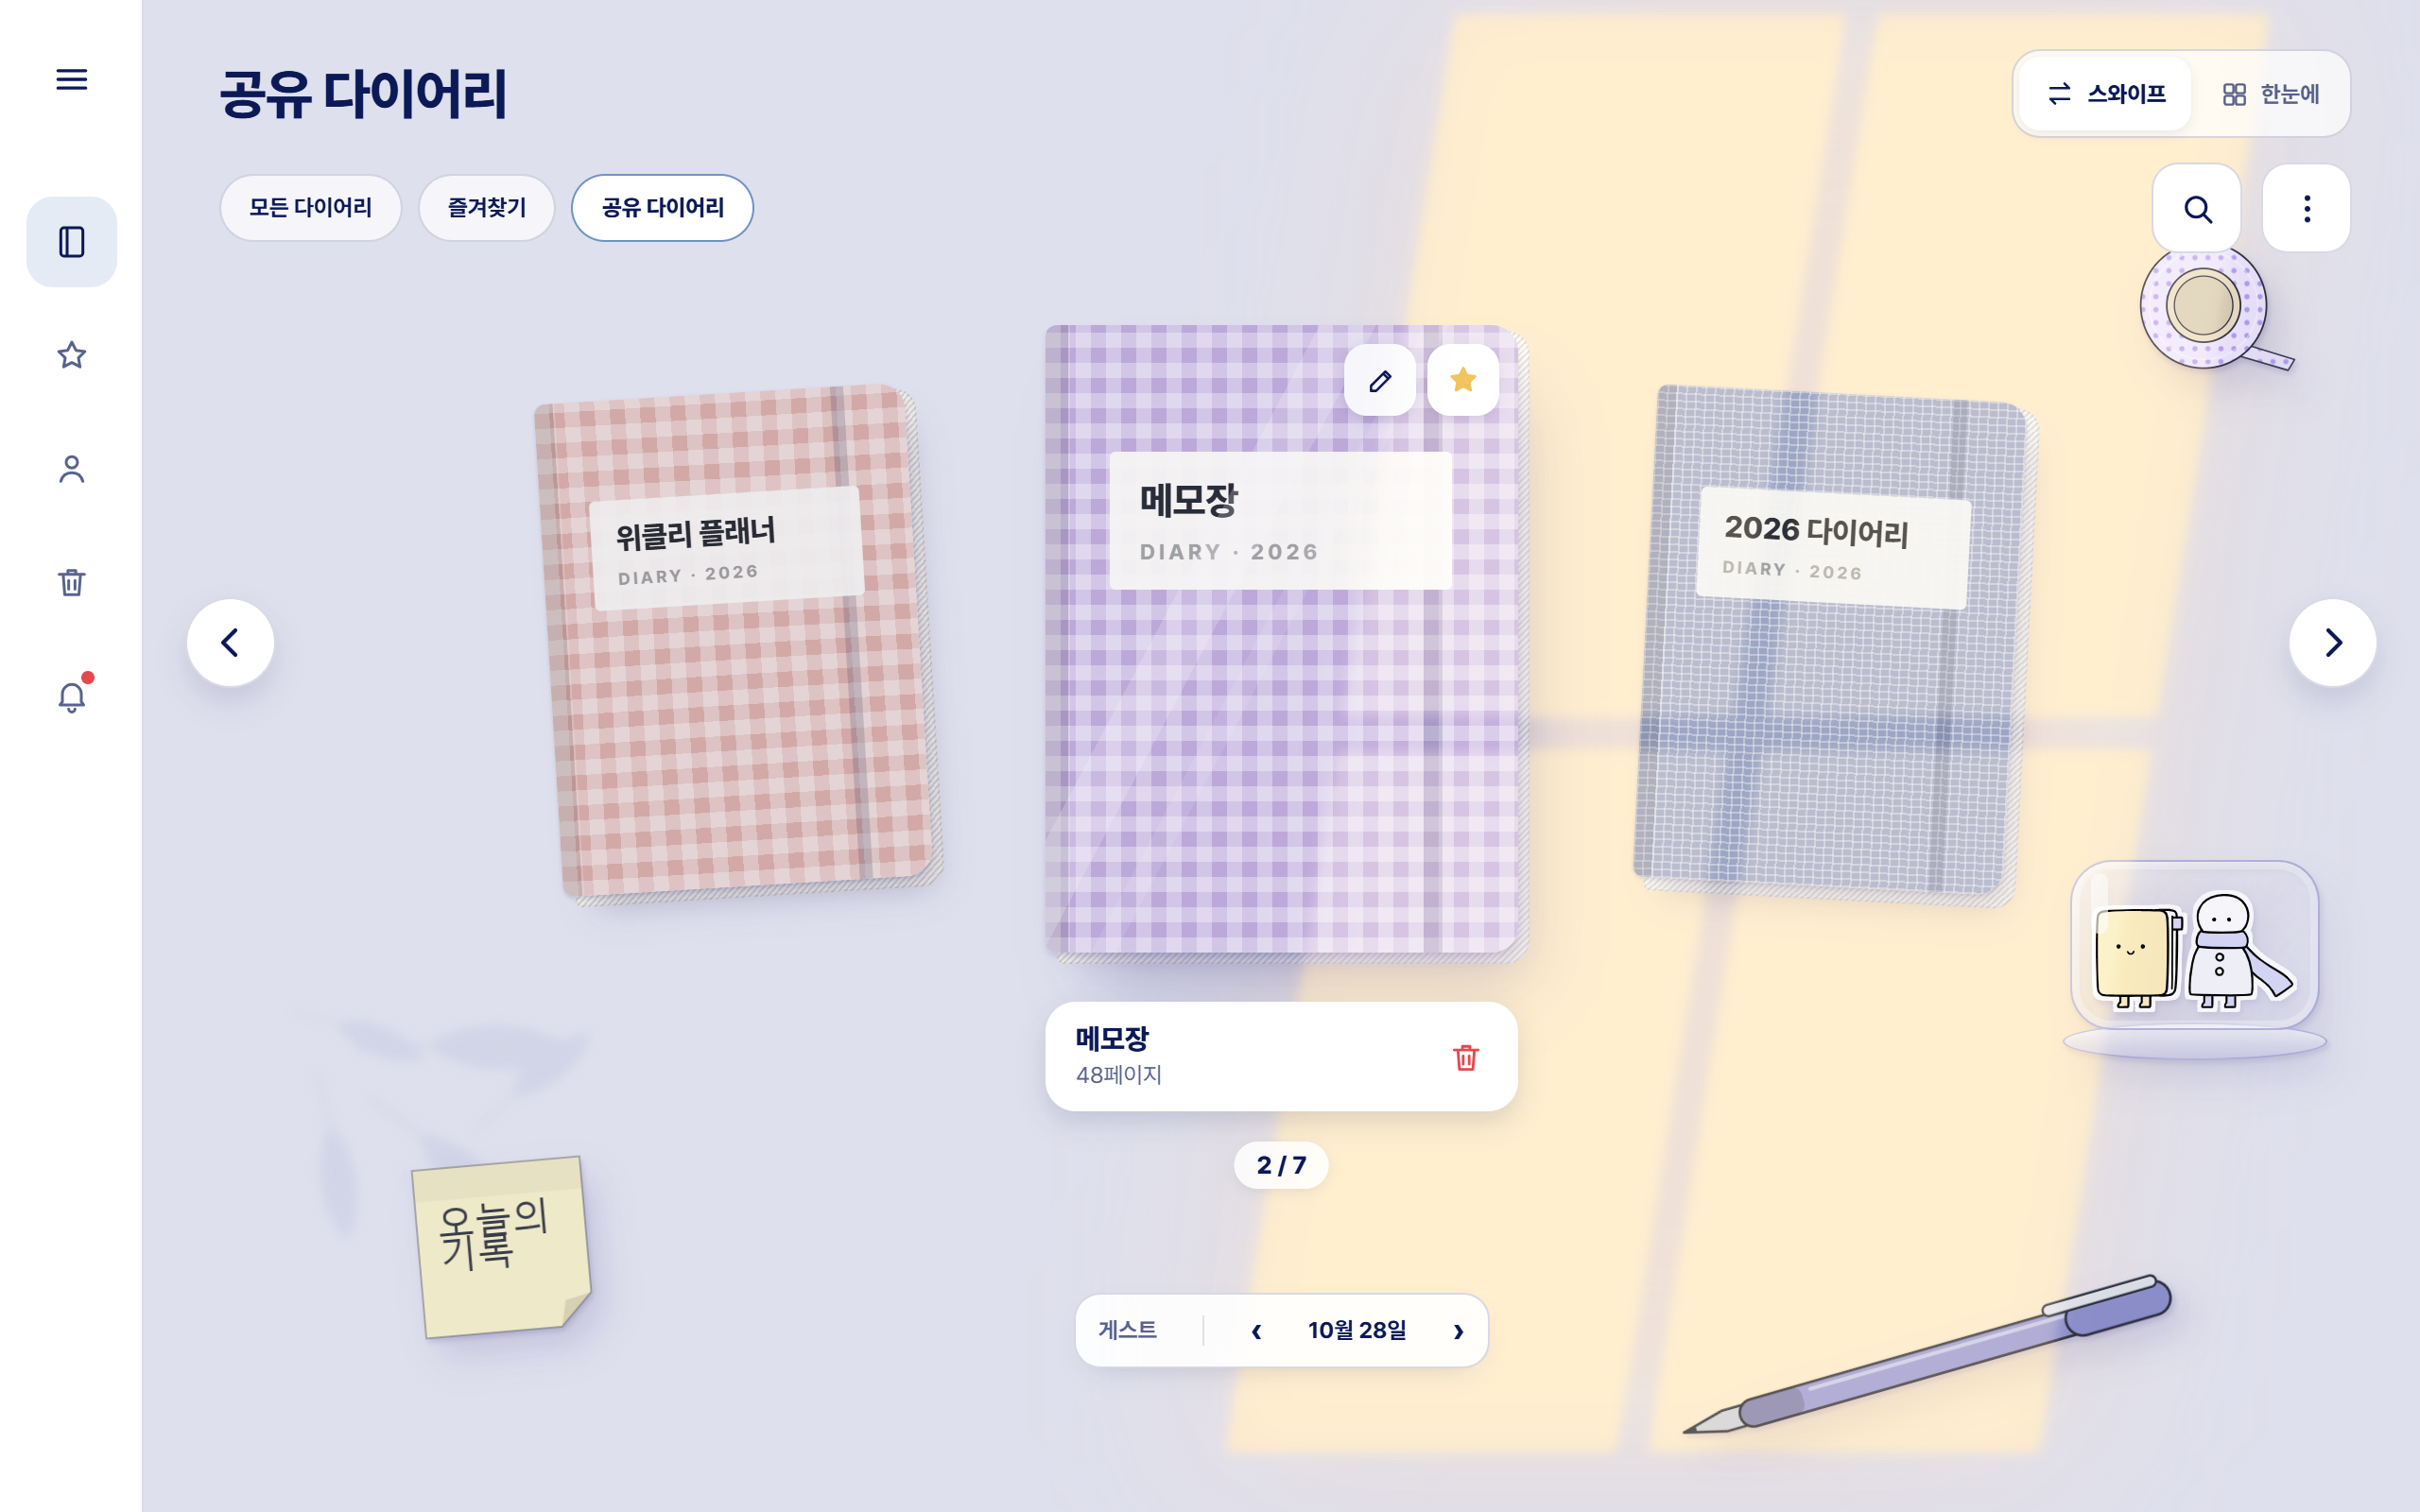 공유 다이어리
스와이프
한눈에
모든 다이어리
즐겨찾기
공유 다이어리
위클리 플래너
DIARY · 2026
메모장
DIARY · 2026
2026 다이어리
DIARY · 2026
메모장
48페이지
2 / 7
오늘의
기록
게스트
‹ 10월 28일 ›